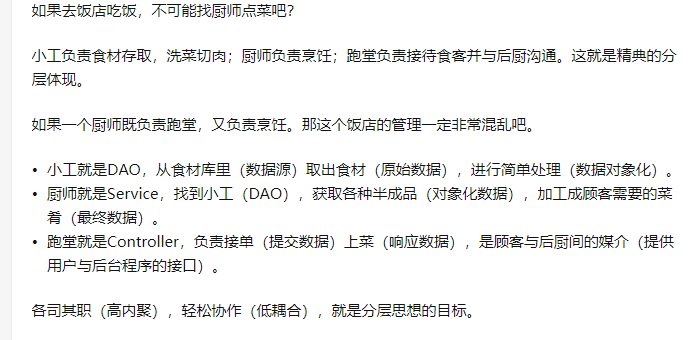 如果去饭店吃饭，不可能找厨师点菜吧？
小工负责食材存取，洗菜切肉；厨师负责烹饪；跑堂负责接待食客并与后厨沟通。这就是精典的分
层体现。
如果一个厨师既负责跑堂，又负责烹饪。那这个饭店的管理一定非常混乱吧。
• 小工就是DAO，从食材库里（数据源）取出食材（原始数据），进行简单处理（数据对象化）。
• 厨师就是Service，找到小工（DAO），获取各种半成品（对象化数据），加工成顾客需要的菜
肴（最终数据）。
• 跑堂就是Controller，负责接单（提交数据）上菜（响应数据），是顾客与后厨间的媒介（提供
用户与后台程序的接口）。
各司其职（高内聚），轻松协作（低耦合），就是分层思想的目标。